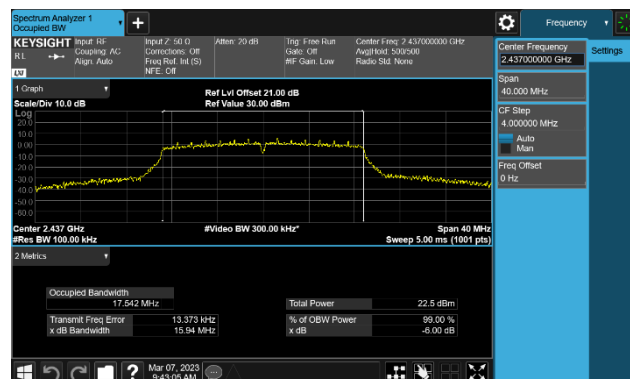 Spectrum Analyzer 1
Occupied BW
Frequency
KEYSIGHT
Input: RF
Input Z: 50 Ω
Atten: 20 dB
Trig: Free Run
Center Freq: 2.437000000 GHz
RL
Coupling: AC
Corrections: Off
Gate: Off
Avg|Hold: 500/500
Align: Auto
Freq Ref: Int (S)
#IF Gain: Low
Radio Std: None
LXI
NFE: Off
Center Frequency
2.437000000 GHz
Settings
Span
40.000 MHz
CF Step
4.000000 MHz
Auto
Man
Freq Offset
0 Hz
1 Graph
Ref Lvl Offset 21.00 dB
Scale/Div 10.0 dB
Ref Value 30.00 dBm
Log
20.0
10.0
0.00
-10.0
-20.0
-30.0
-40.0
-50.0
-60.0
Center 2.437 GHz
#Video BW 300.00 kHz*
Span 40 MHz
#Res BW 100.00 kHz
Sweep 5.00 ms (1001 pts)
2 Metrics
Occupied Bandwidth
17.542 MHz
Total Power
22.5 dBm
Transmit Freq Error
13.373 kHz
% of OBW Power
99.00 %
x dB Bandwidth
15.94 MHz
x dB
-6.00 dB
?
Mar 07, 2023
9:43:05 AM